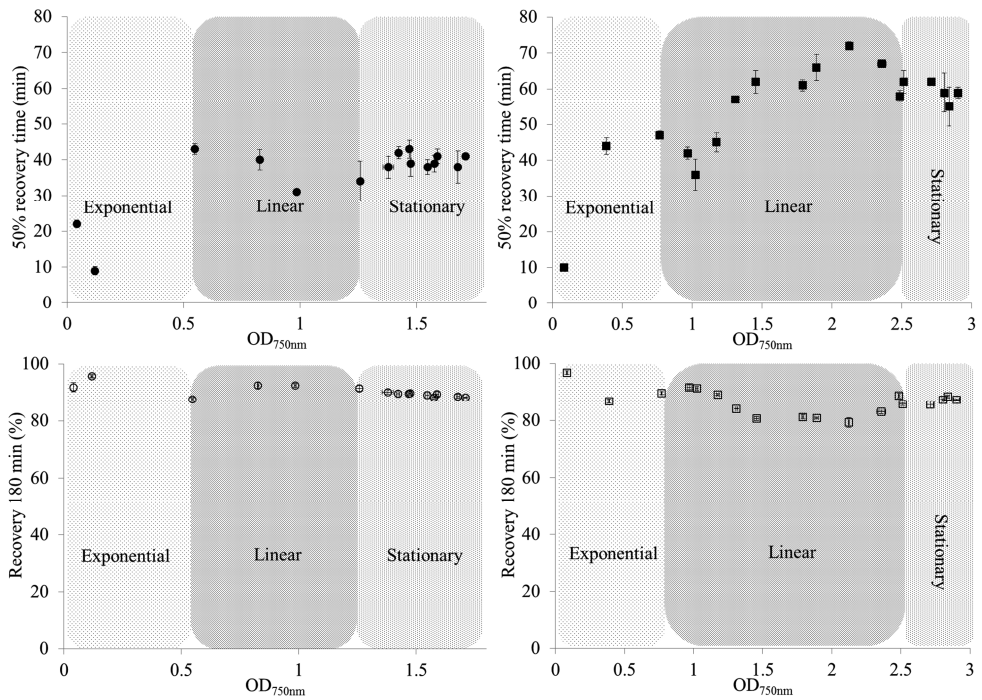 80
70
60
50
40
30
20
10
0
50% recovery time (min)
Exponential
Linear
Stationary
0 0.5 1 1.5
OD750nm
80
70
60
50
40
30
20
10
0
50% recovery time (min)
Exponential
Linear
Stationary
0 0.5 1 1.5 2 2.5 3
OD750nm
100
80
60
40
20
0
Recovery 180 min (%)
Exponential
Linear
Stationary
0 0.5 1 1.5
OD750nm
100
80
60
40
20
0
Recovery 180 min (%)
Exponential
Linear
Stationary
0 0.5 1 1.5 2 2.5 3
OD750nm